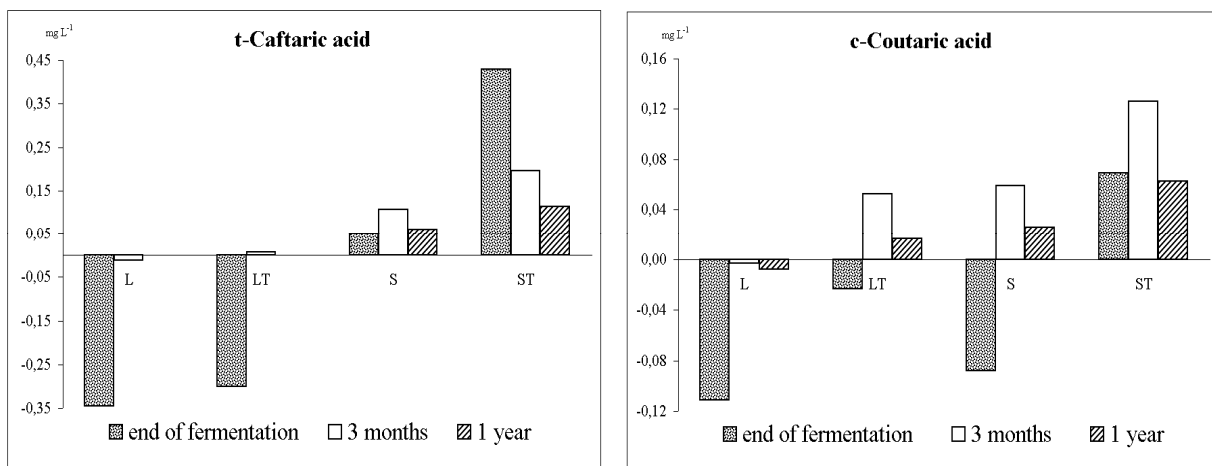 mg L-1
t-Caftaric acid
0,45
0,35
0,25
0,15
0,05
-0,05
-0,15
-0,25
-0,35
L LT S ST
end of fermentation 3 months 1 year
mg L-1
c-Coutaric acid
0,16
0,12
0,08
0,04
0,00
-0,04
-0,08
-0,12
L LT S ST
end of fermentation 3 months 1 year